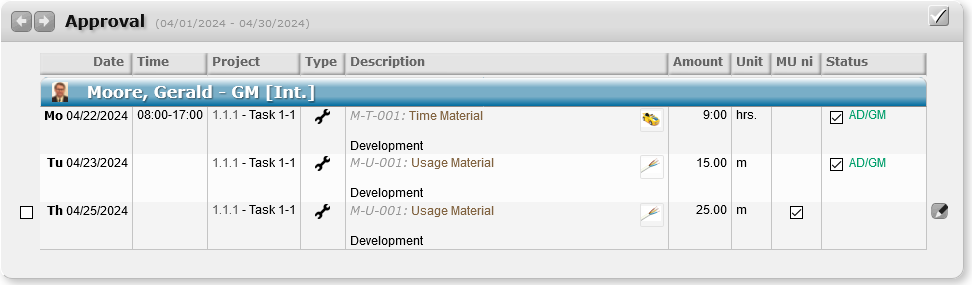 Approval (04/01/2024 - 04/30/2024)
Date Time Project Type Description Amount Unit MU ni Status
Moore, Gerald - GM [Int.]
Mo 04/22/2024 08:00-17:00 1.1.1 - Task 1-1 M-T-001: Time Material 9:00 hrs. AD/GM
Development
Tu 04/23/2024 1.1.1 - Task 1-1 M-U-001: Usage Material 15.00 m AD/GM
Development
Th 04/25/2024 1.1.1 - Task 1-1 M-U-001: Usage Material 25.00 m
Development